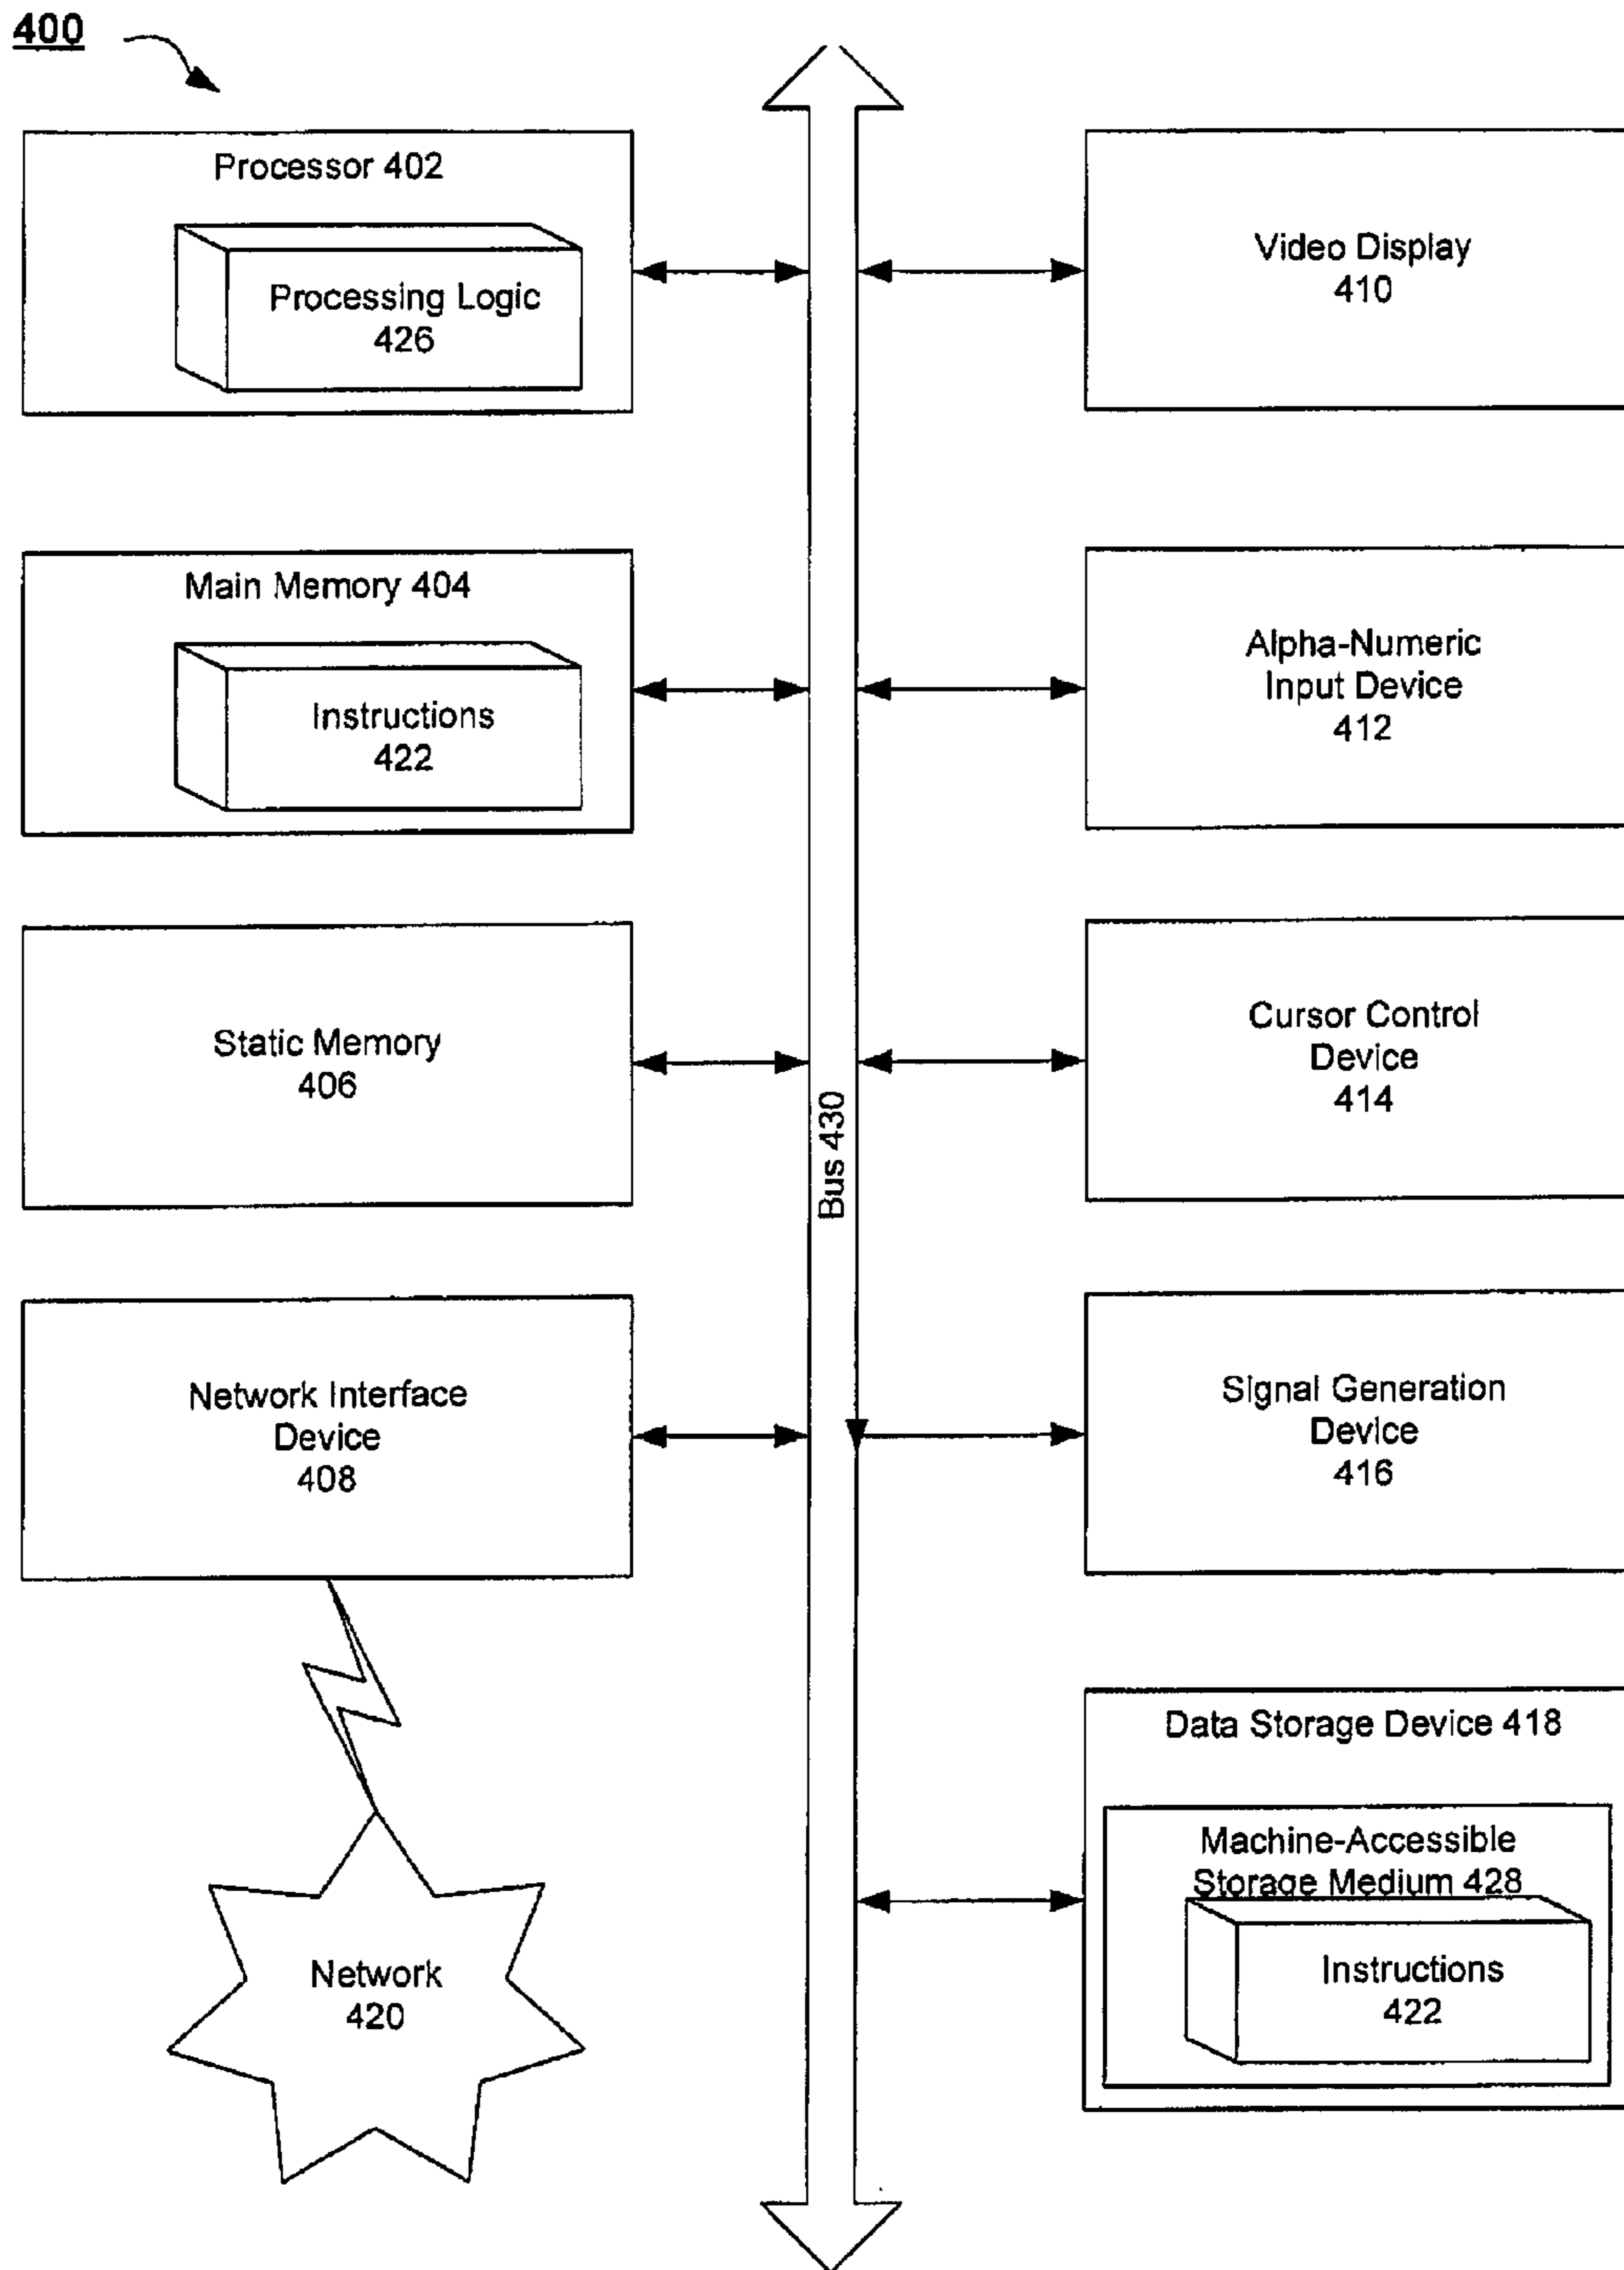 400
Processor 402
Processing Logic
426
Video Display
410
Main Memory 404
Instructions
422
Alpha-Numeric
Input Device
412
Static Memory
406
Cursor Control
Device
414
Bus 430
Network Interface
Device
408
Signal Generation
Device
416
Data Storage Device 418
Machine-Accessible
Storage Medium 428
Instructions
422
Network
420